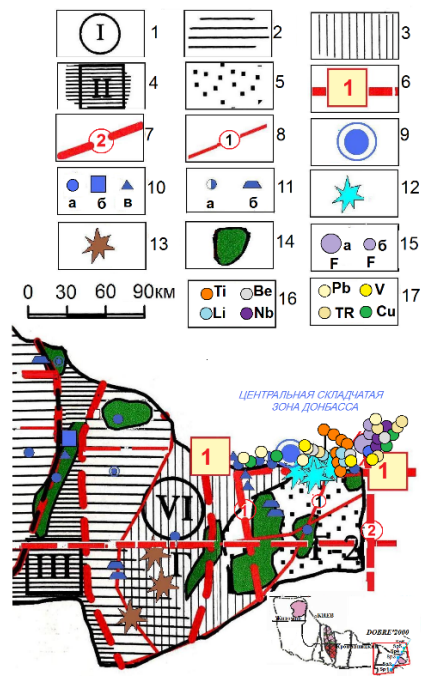 I 1
2
3
II 4
5
1 6
2 7
1 8
9
а б в 10
а б 11
12
13
14
а F б F 15
Ti Be
Li Nb 16
Pb V
TR Cu 17
0 30 60 90км
ЦЕНТРАЛЬНАЯ СКЛАДЧАТАЯ
ЗОНА ДОНБАССА
1
1
VI
1
1
2
III
I
1 2
КИЕВ
DOBRE'2000